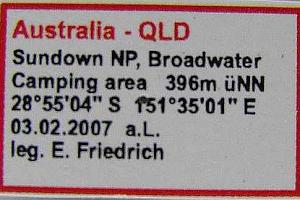 Australia - QLD
Sundown NP, Broadwater
Camping area 396m üNN
28°55'04" S 151°35'01" E
03.02.2007 a.L.
leg. E. Friedrich